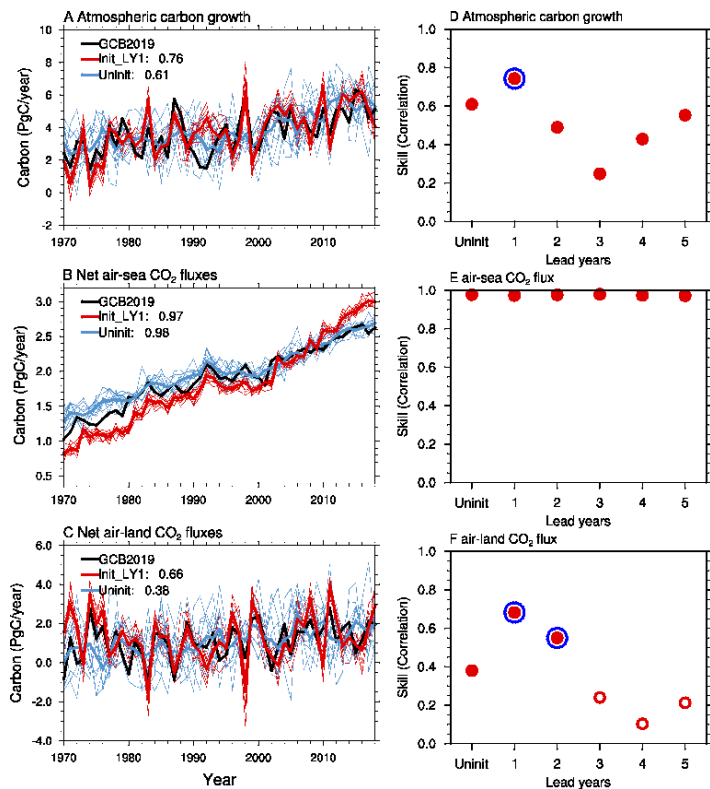 A Atmospheric carbon growth
Carbon (PgC/year)
10
8
6
4
2
0
-2
GCB2019
Init_LY1: 0.76
Uninit: 0.61
1970 1980 1990 2000 2010
D Atmospheric carbon growth
Skill (Correlation)
1.0
0.8
0.6
0.4
0.2
0.0
Uninit 1 2 3 4 5
Lead years
B Net air-sea CO2 fluxes
Carbon (PgC/year)
3.0
2.5
2.0
1.5
1.0
0.5
GCB2019
Init_LY1: 0.97
Uninit: 0.98
1970 1980 1990 2000 2010
E air-sea CO2 flux
Skill (Correlation)
1.0
0.8
0.6
0.4
0.2
0.0
Uninit 1 2 3 4 5
Lead years
C Net air-land CO2 fluxes
Carbon (PgC/year)
6.0
4.0
2.0
0.0
-2.0
-4.0
GCB2019
Init_LY1: 0.66
Uninit: 0.38
1970 1980 1990 2000 2010
Year
F air-land CO2 flux
Skill (Correlation)
1.0
0.8
0.6
0.4
0.2
0.0
Uninit 1 2 3 4 5
Lead years